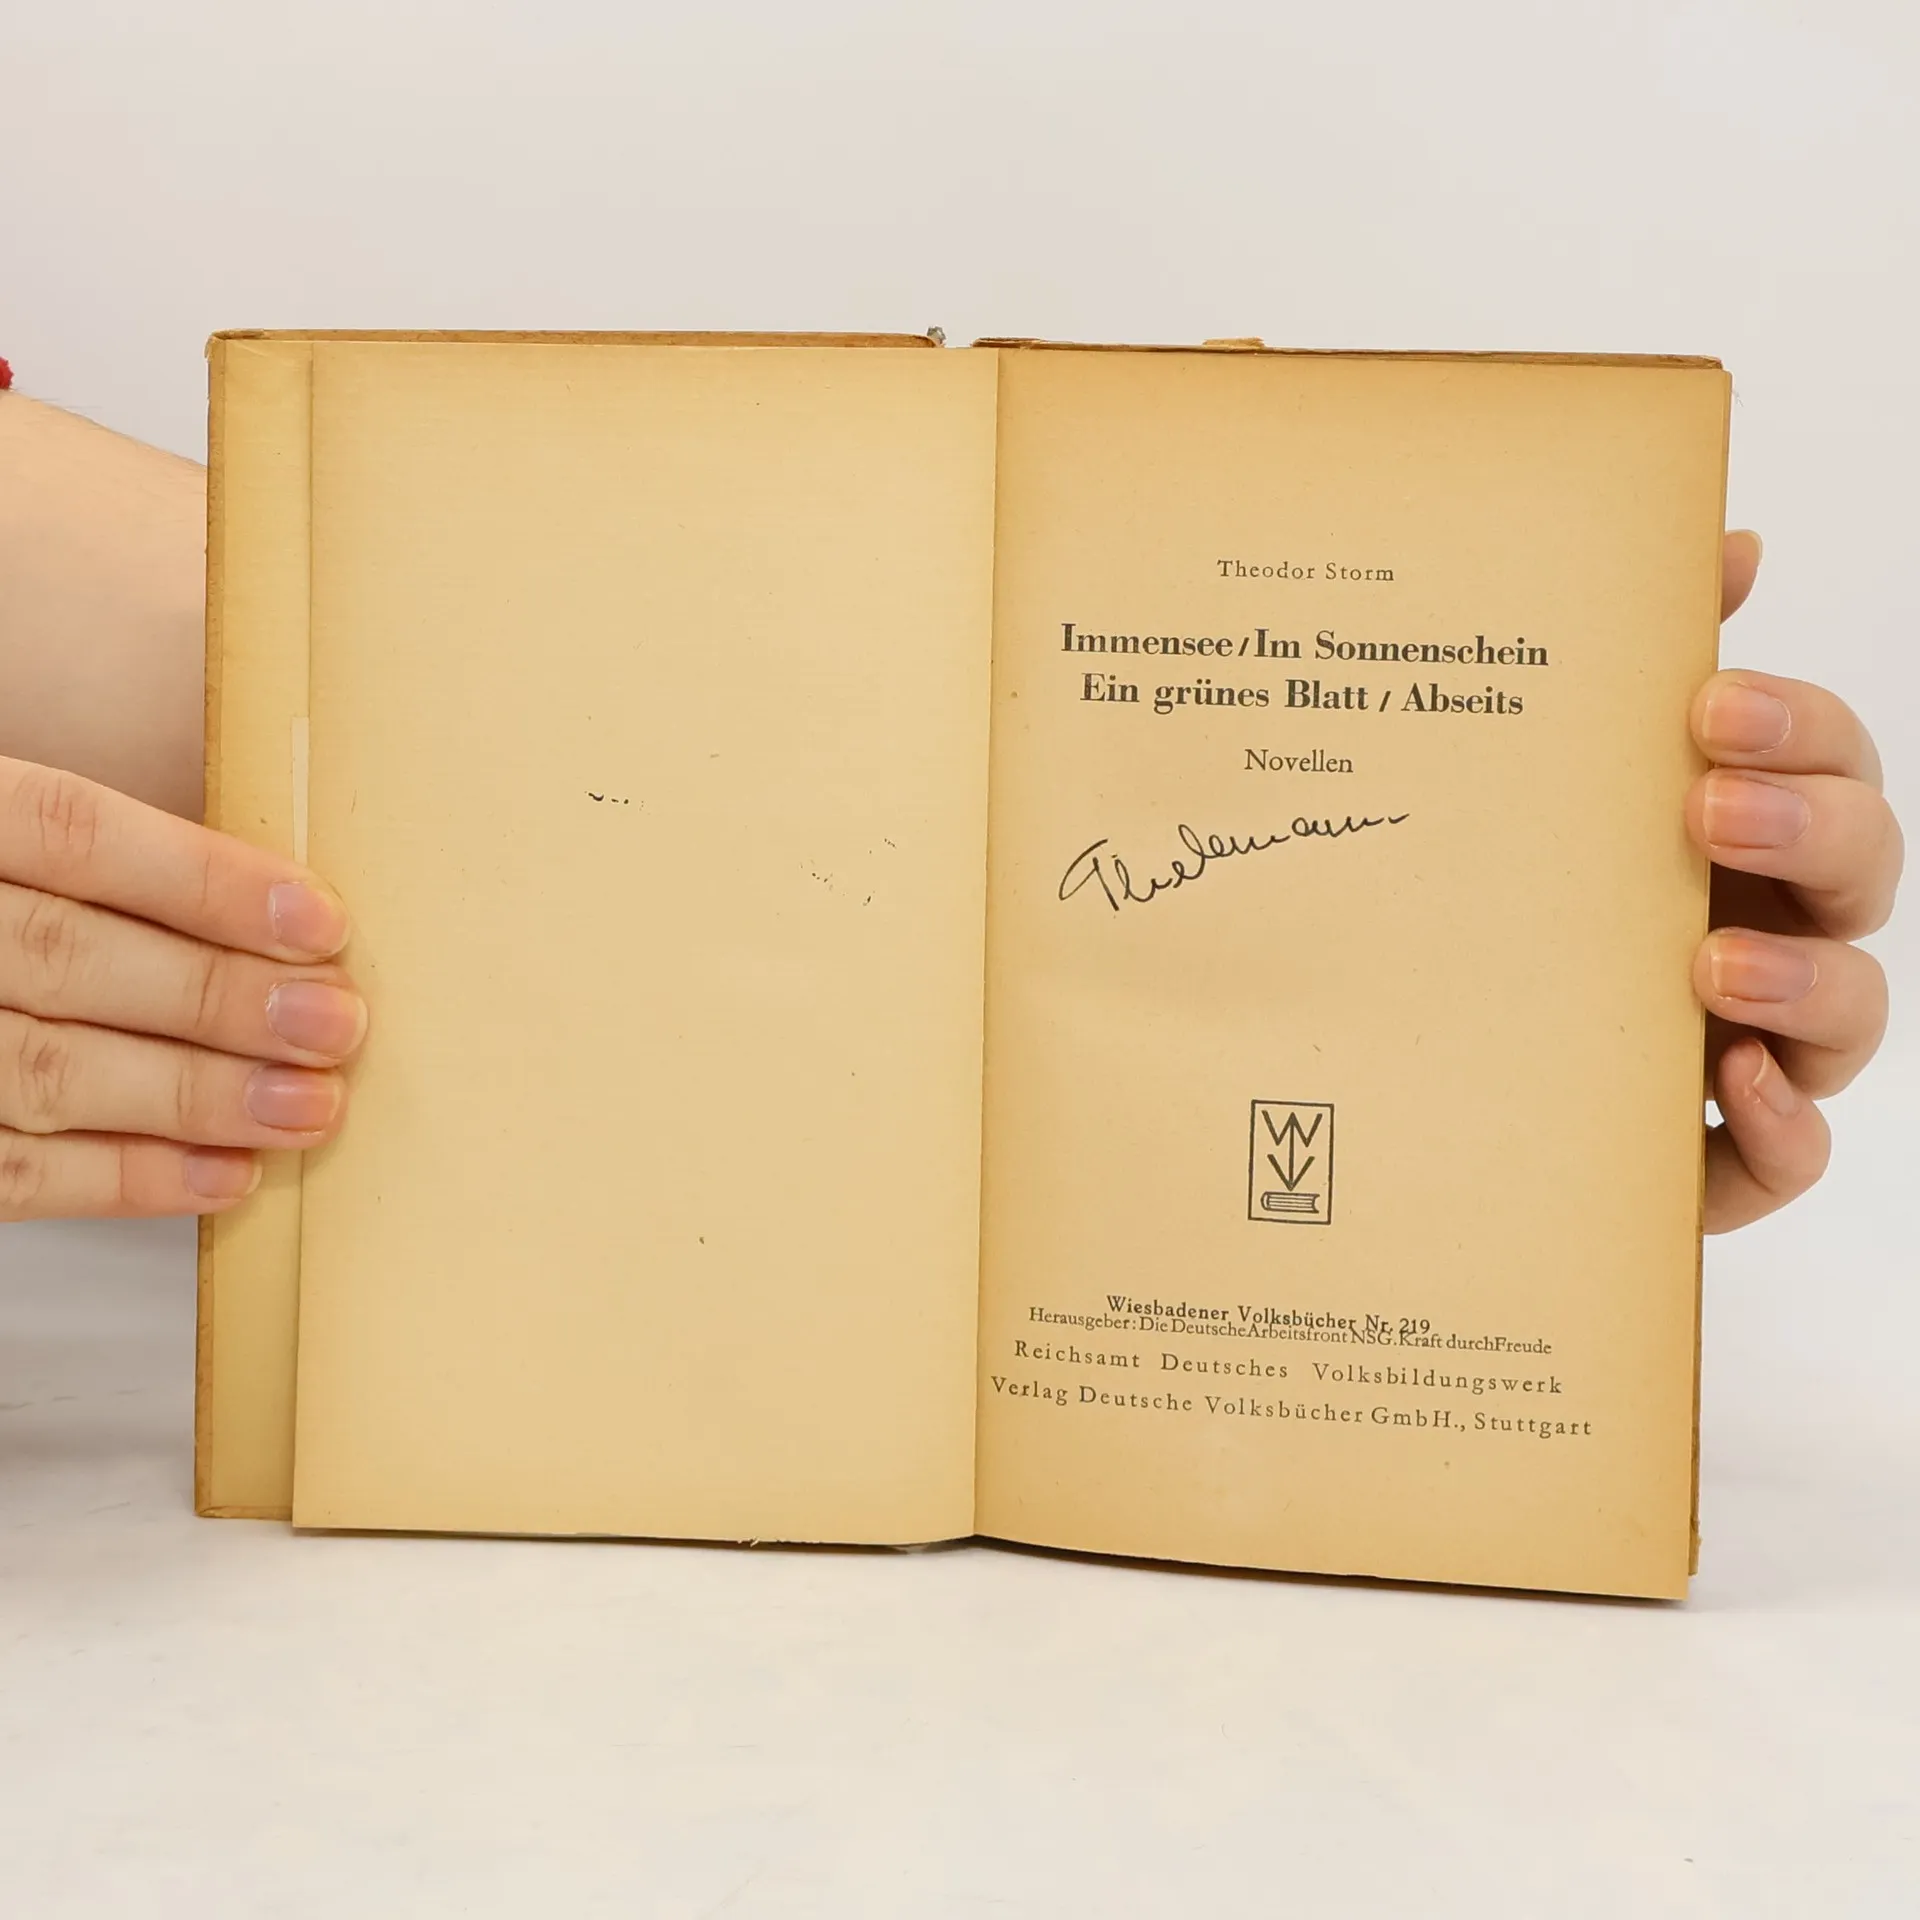 Theodor Storm
Immensee / Im Sonnenschein
Ein grünes Blatt / Abseits
Novellen
Thielemann
W
V
Wiesbadener Volksbücher Nr. 219
Herausgeber: Die Deutsche Arbeitsfront NSG. Kraft durch Freude
Reichsamt Deutsches Volksbildungswerk
Verlag Deutsche Volksbücher GmbH., Stuttgart